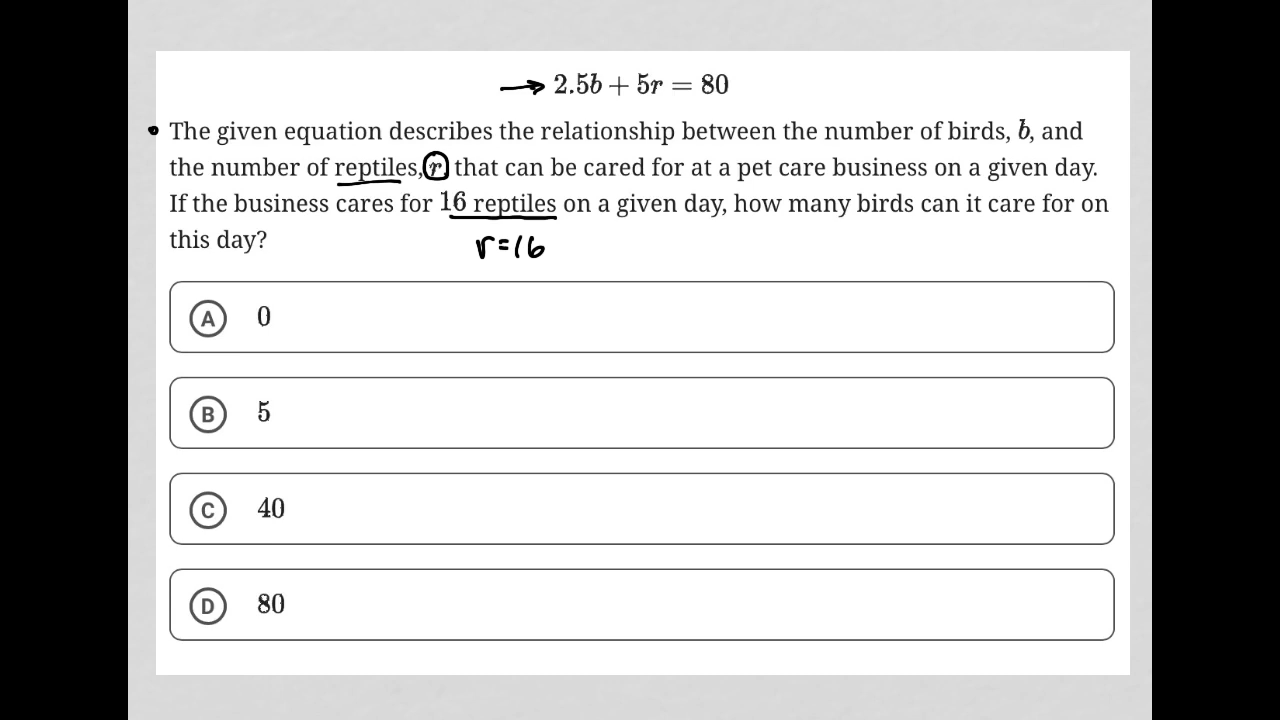 2.5b + 5r = 80
The given equation describes the relationship between the number of birds, b, and
the number of reptiles, r, that can be cared for at a pet care business on a given day.
If the business cares for 16 reptiles on a given day, how many birds can it care for on
this day?
r=16
A 0
B 5
C 40
D 80